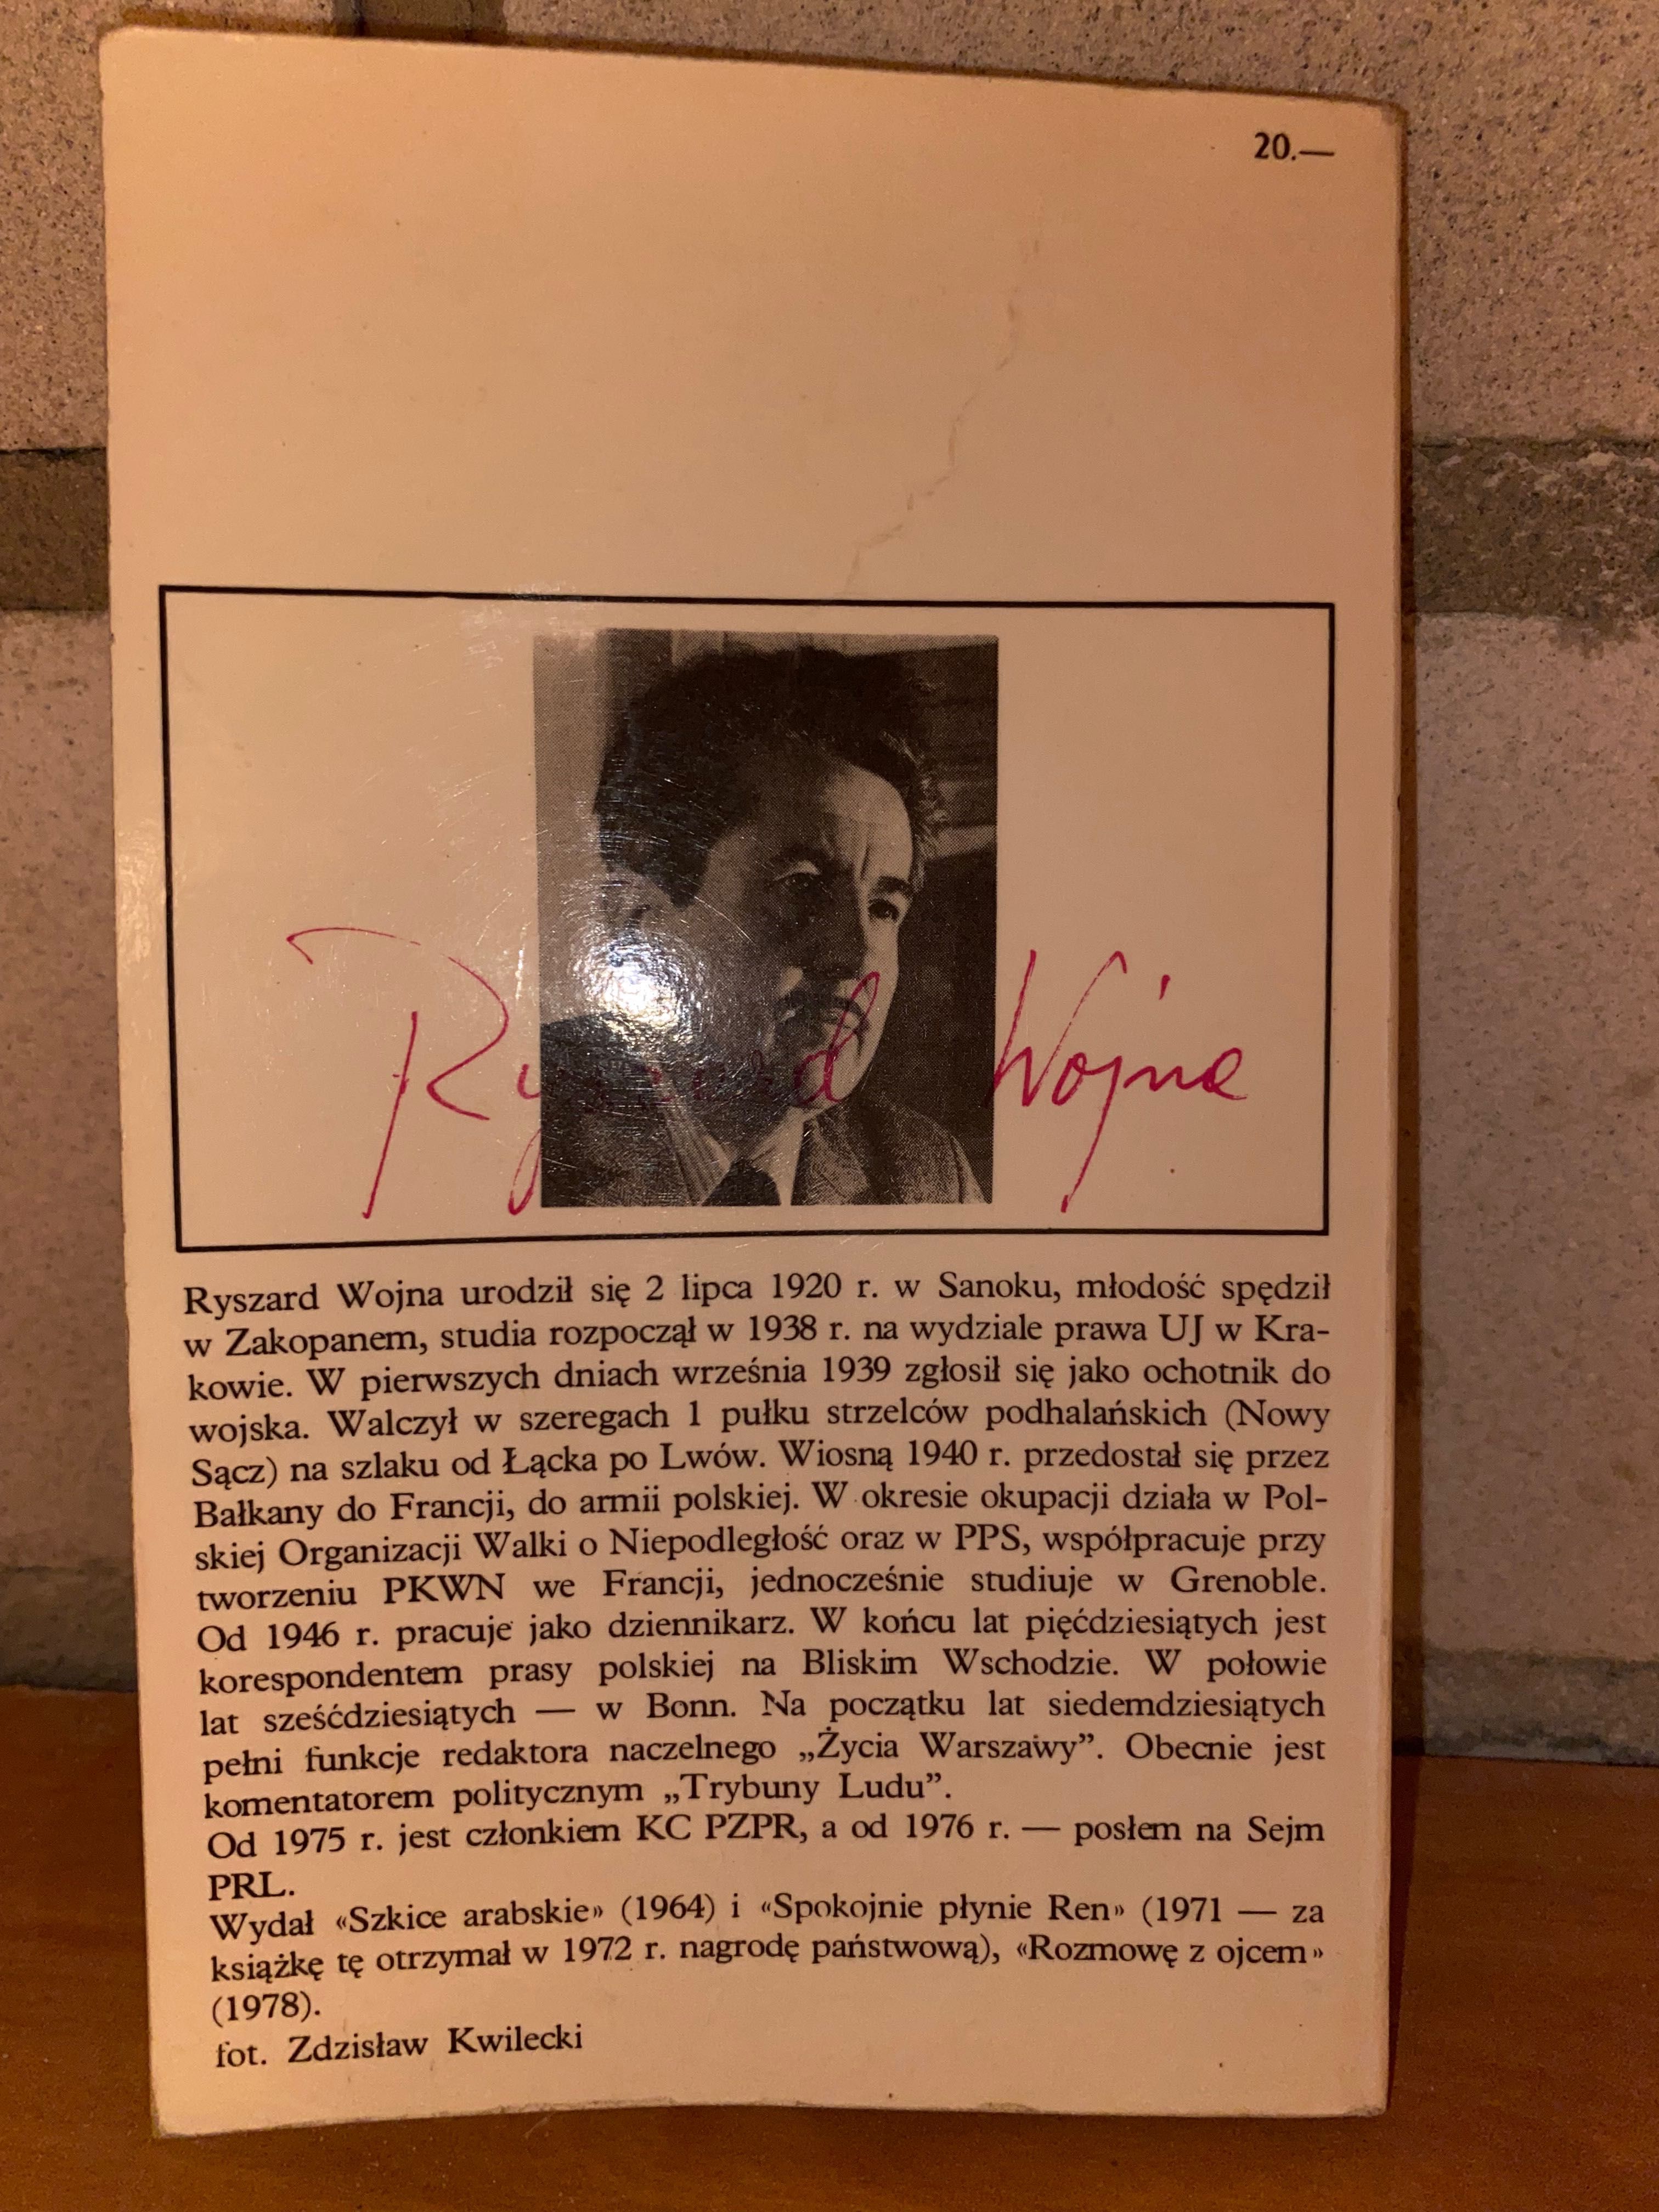 20.—
Ryszard Wojna
Ryszard Wojna urodził się 2 lipca 1920 r. w Sanoku, młodość spędził
w Zakopanem, studia rozpoczął w 1938 r. na wydziale prawa UJ w Kra-
kowie. W pierwszych dniach września 1939 zgłosił się jako ochotnik do
wojska. Walczył w szeregach 1 pułku strzelców podhalańskich (Nowy
Sącz) na szlaku od Łącka po Lwów. Wiosną 1940 r. przedostał się przez
Bałkany do Francji, do armii polskiej. W okresie okupacji działa w Pol-
skiej Organizacji Walki o Niepodległość oraz w PPS, współpracuje przy
tworzeniu PKWN we Francji, jednocześnie studiuje w Grenoble.
Od 1946 r. pracuje jako dziennikarz. W końcu lat pięćdziesiątych jest
korespondentem prasy polskiej na Bliskim Wschodzie. W połowie
lat sześćdziesiątych — w Bonn. Na początku lat siedemdziesiątych
pełni funkcje redaktora naczelnego „Życia Warszawy”. Obecnie jest
komentatorem politycznym „Trybuny Ludu”.
Od 1975 r. jest członkiem KC PZPR, a od 1976 r. — posłem na Sejm
PRL.
Wydał «Szkice arabskie» (1964) i «Spokojnie płynie Ren» (1971 — za
książkę tę otrzymał w 1972 r. nagrodę państwową), «Rozmowę z ojcem»
(1978).
fot. Zdzisław Kwilecki